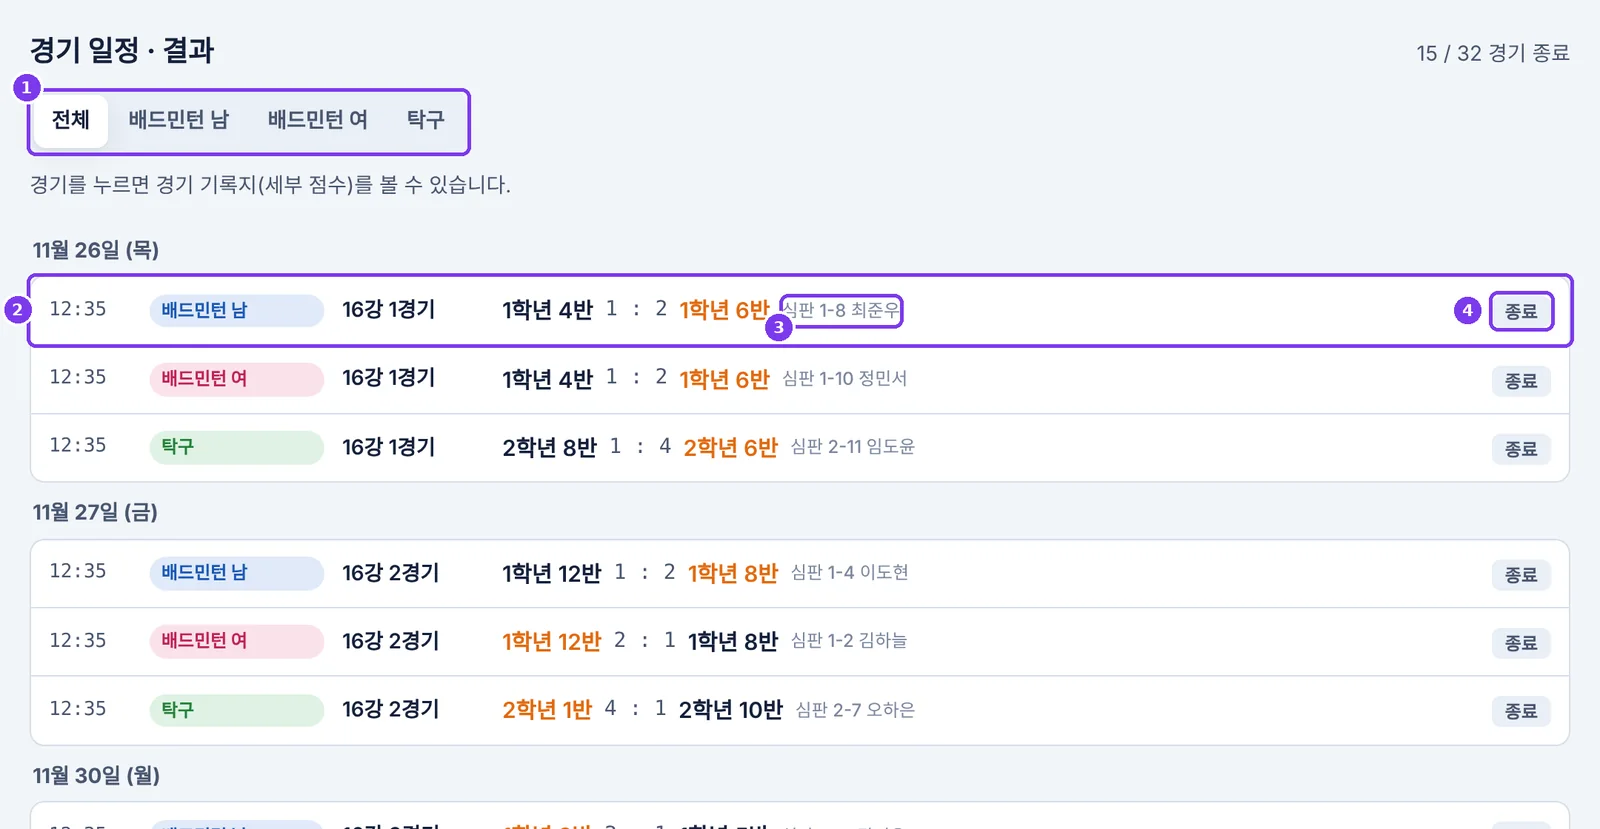 경기 일정 · 결과
15 / 32 경기 종료
1
전체 배드민턴 남 배드민턴 여 탁구
경기를 누르면 경기 기록지(세부 점수)를 볼 수 있습니다.
11월 26일 (목)
2 12:35 배드민턴 남 16강 1경기 1학년 4반 1 : 2 1학년 6반 심판 1-8 최준우 4 종료
3
12:35 배드민턴 여 16강 1경기 1학년 4반 1 : 2 1학년 6반 심판 1-10 정민서 종료
12:35 탁구 16강 1경기 2학년 8반 1 : 4 2학년 6반 심판 2-11 임도윤 종료
11월 27일 (금)
12:35 배드민턴 남 16강 2경기 1학년 12반 1 : 2 1학년 8반 심판 1-4 이도현 종료
12:35 배드민턴 여 16강 2경기 1학년 12반 2 : 1 1학년 8반 심판 1-2 김하늘 종료
12:35 탁구 16강 2경기 2학년 1반 4 : 1 2학년 10반 심판 2-7 오하은 종료
11월 30일 (월)